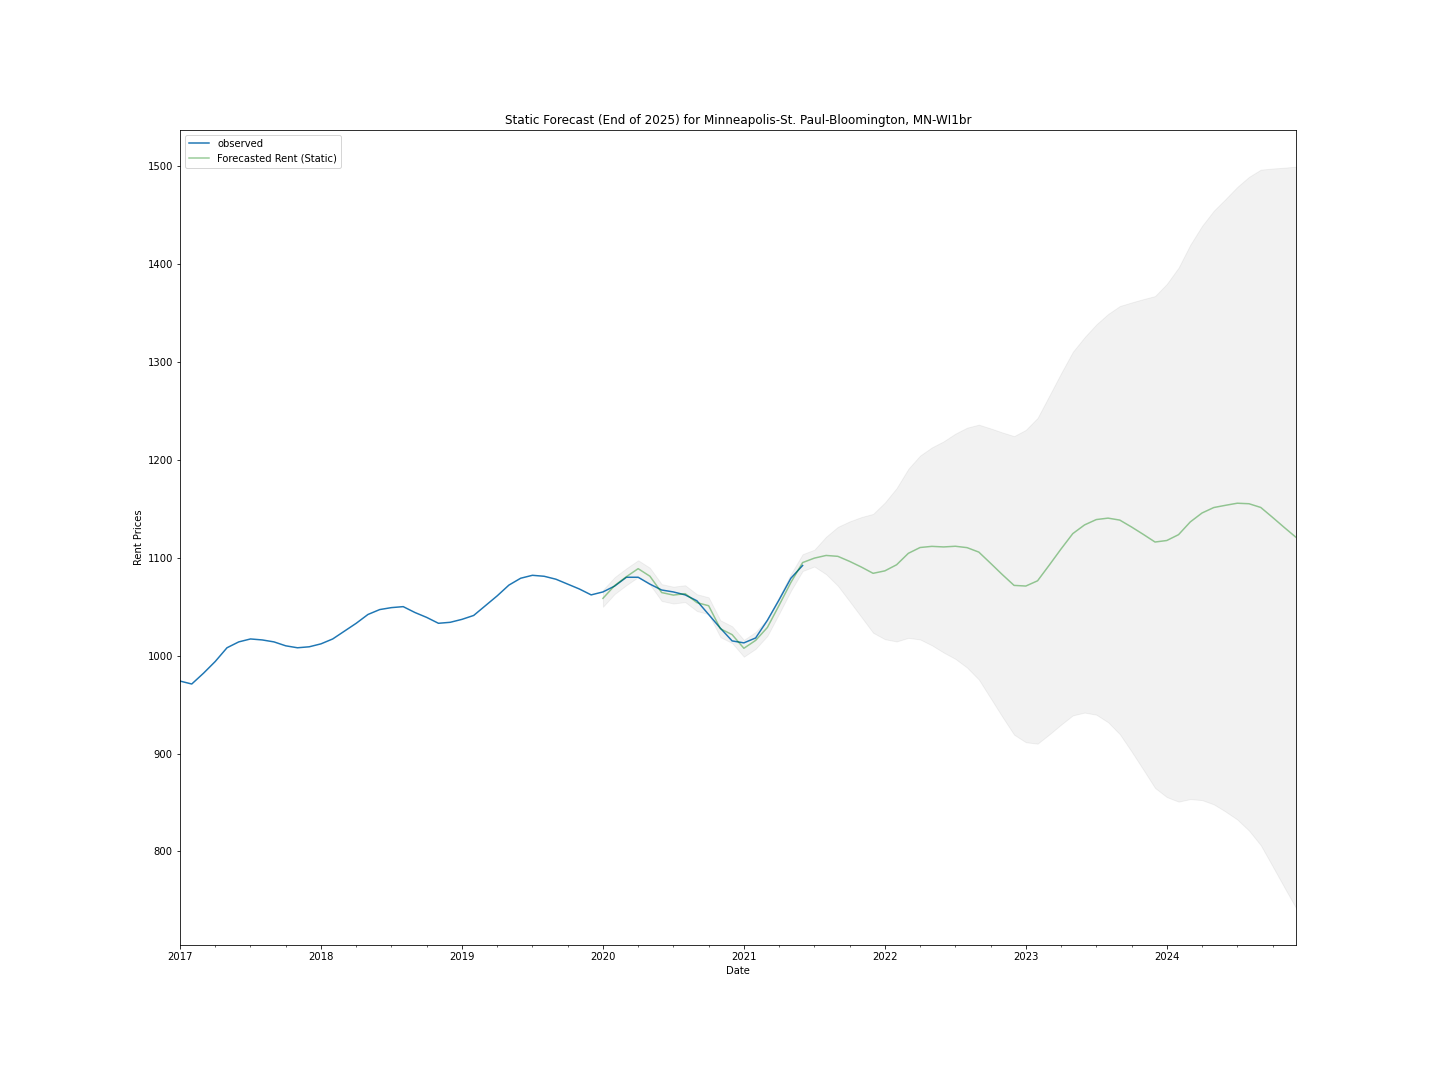 Static Forecast (End of 2025) for Minneapolis-St. Paul-Bloomington, MN-WI1br
observed
Forecasted Rent (Static)
1500
1400
1300
1200
1100
1000
900
800
Rent Prices
2017 2018 2019 2020 2021 2022 2023 2024
Date